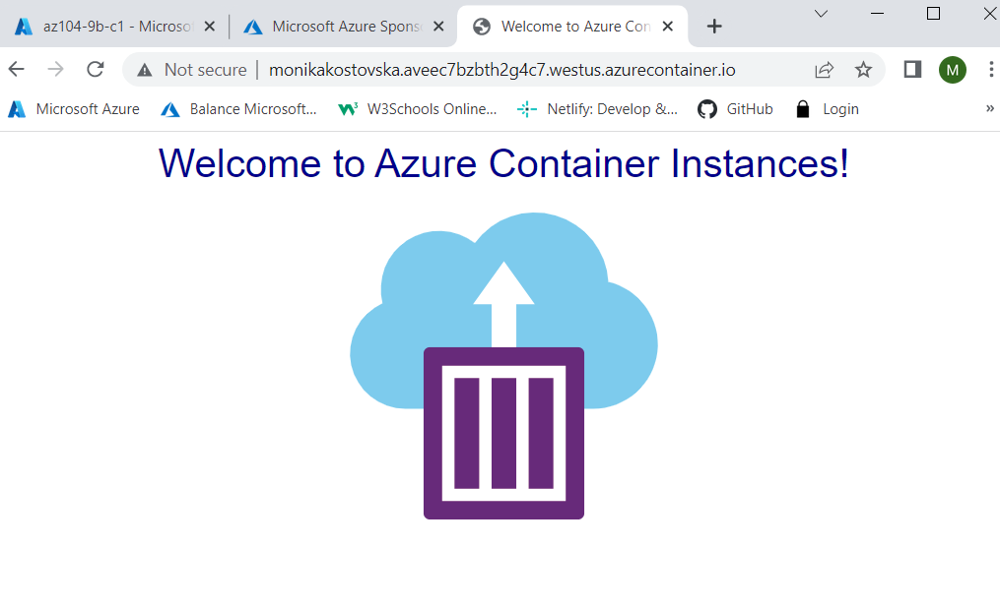 az104-9b-c1 - Microso
Microsoft Azure Spons
Welcome to Azure Con
Not secure | monikakostovska.aveec7bzbth2g4c7.westus.azurecontainer.io
M
Microsoft Azure
Balance Microsoft...
W3Schools Online...
Netlify: Develop &...
GitHub
Login
»
Welcome to Azure Container Instances!